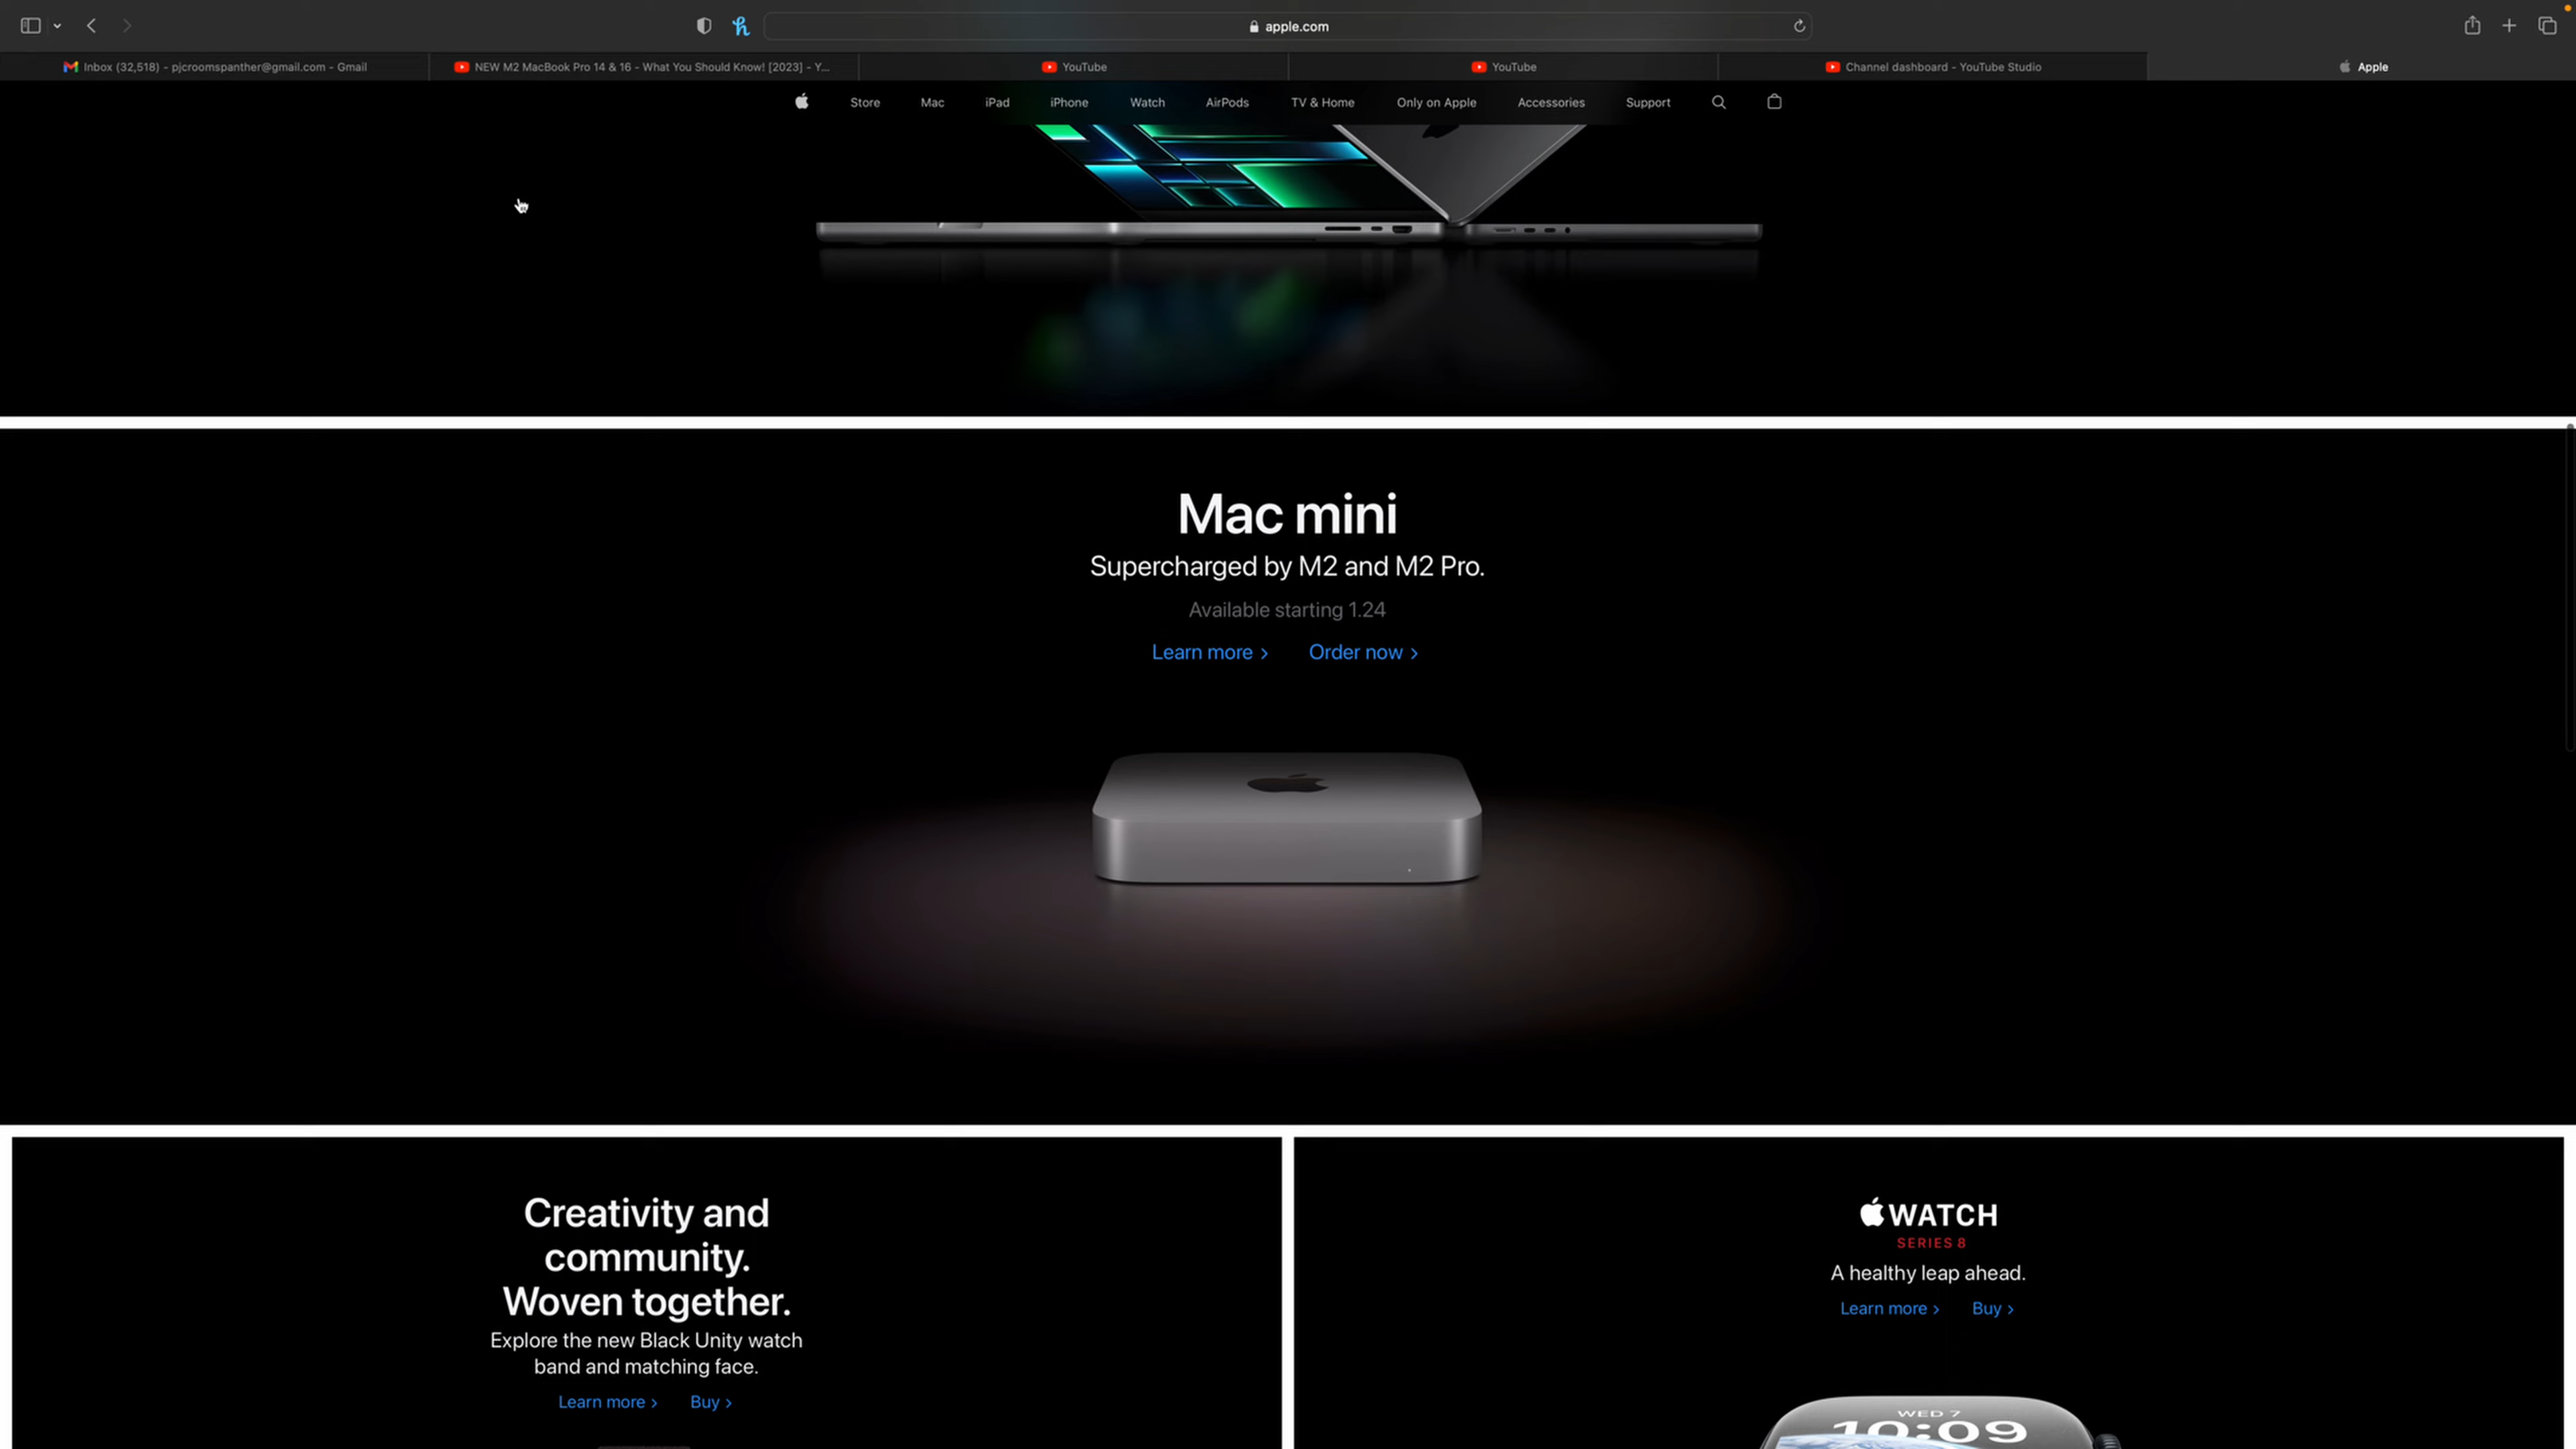 apple.com
Inbox (32,518) - pjcroomspanther@gmail.com - Gmail
NEW M2 MacBook Pro 14 & 16 - What You Should Know! [2023] - Y...
YouTube
YouTube
Channel dashboard - YouTube Studio
Apple
Store
Mac
iPad
iPhone
Watch
AirPods
TV & Home
Only on Apple
Accessories
Support
Mac mini
Supercharged by M2 and M2 Pro.
Available starting 1.24
Learn more >
Order now >
Creativity and
community.
Woven together.
Explore the new Black Unity watch
band and matching face.
Learn more >
Buy >
WATCH
SERIES 8
A healthy leap ahead.
Learn more >
Buy >
WED 7
10:09